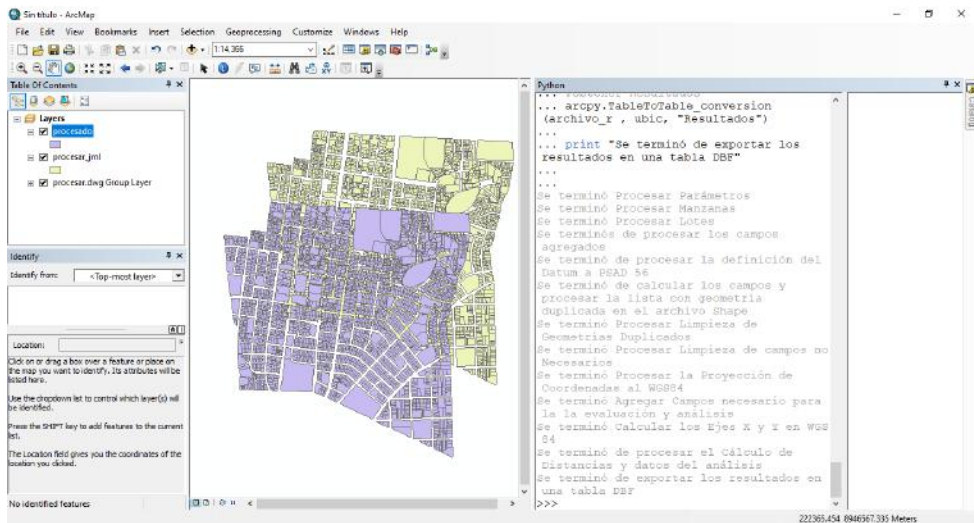 Sin título - ArcMap
File Edit View Bookmarks Insert Selection Geoprocessing Customize Windows Help
1:14,366
Table Of Contents
Layers
procesado
procesar_jml
procesar.dwg Group Layer
Identify
Identify from: <Top-most layer>
Location:
Click on or drag a box over a feature or place on
the map you want to identify. Its attributes will be
listed here.
Use the dropdown list to control which layer(s) will
be identified.
Press the SHIFT key to add features to the current
list.
The Location field gives you the coordinates of the
location you clicked.
No identified features
Python
... arcpy.TableToTable_conversion
(archivo_r , ubic, "Resultados")
...
... print "Se terminó de exportar los
resultados en una tabla DBF"
...
...
Se terminó Procesar Parámetros
Se terminó Procesar Manzanas
Se terminó Procesar Lotes
Se terminós de procesar los campos
agregados
Se terminó de procesar la definición del
Datum a PSAD 56
Se terminó de calcular los campos y
procesar la lista con geometria
duplicada en el archivo Shape
Se terminó Procesar Limpieza de
Geometrias Duplicados
Se terminó Procesar Limpieza de campos no
Necesarios
Se terminó Procesar la Proyección de
Coordenadas al WGS84
Se terminó Agregar Campos necesario para
la la evaluación y análisis
Se terminó Calcular los Ejes X y Y en WGS
84
Se terminó de procesar el Cálculo de
Distancias y datos del análisis
Se terminó de exportar los resultados en
una tabla DBF
>>>
222365.454 8946567.335 Meters